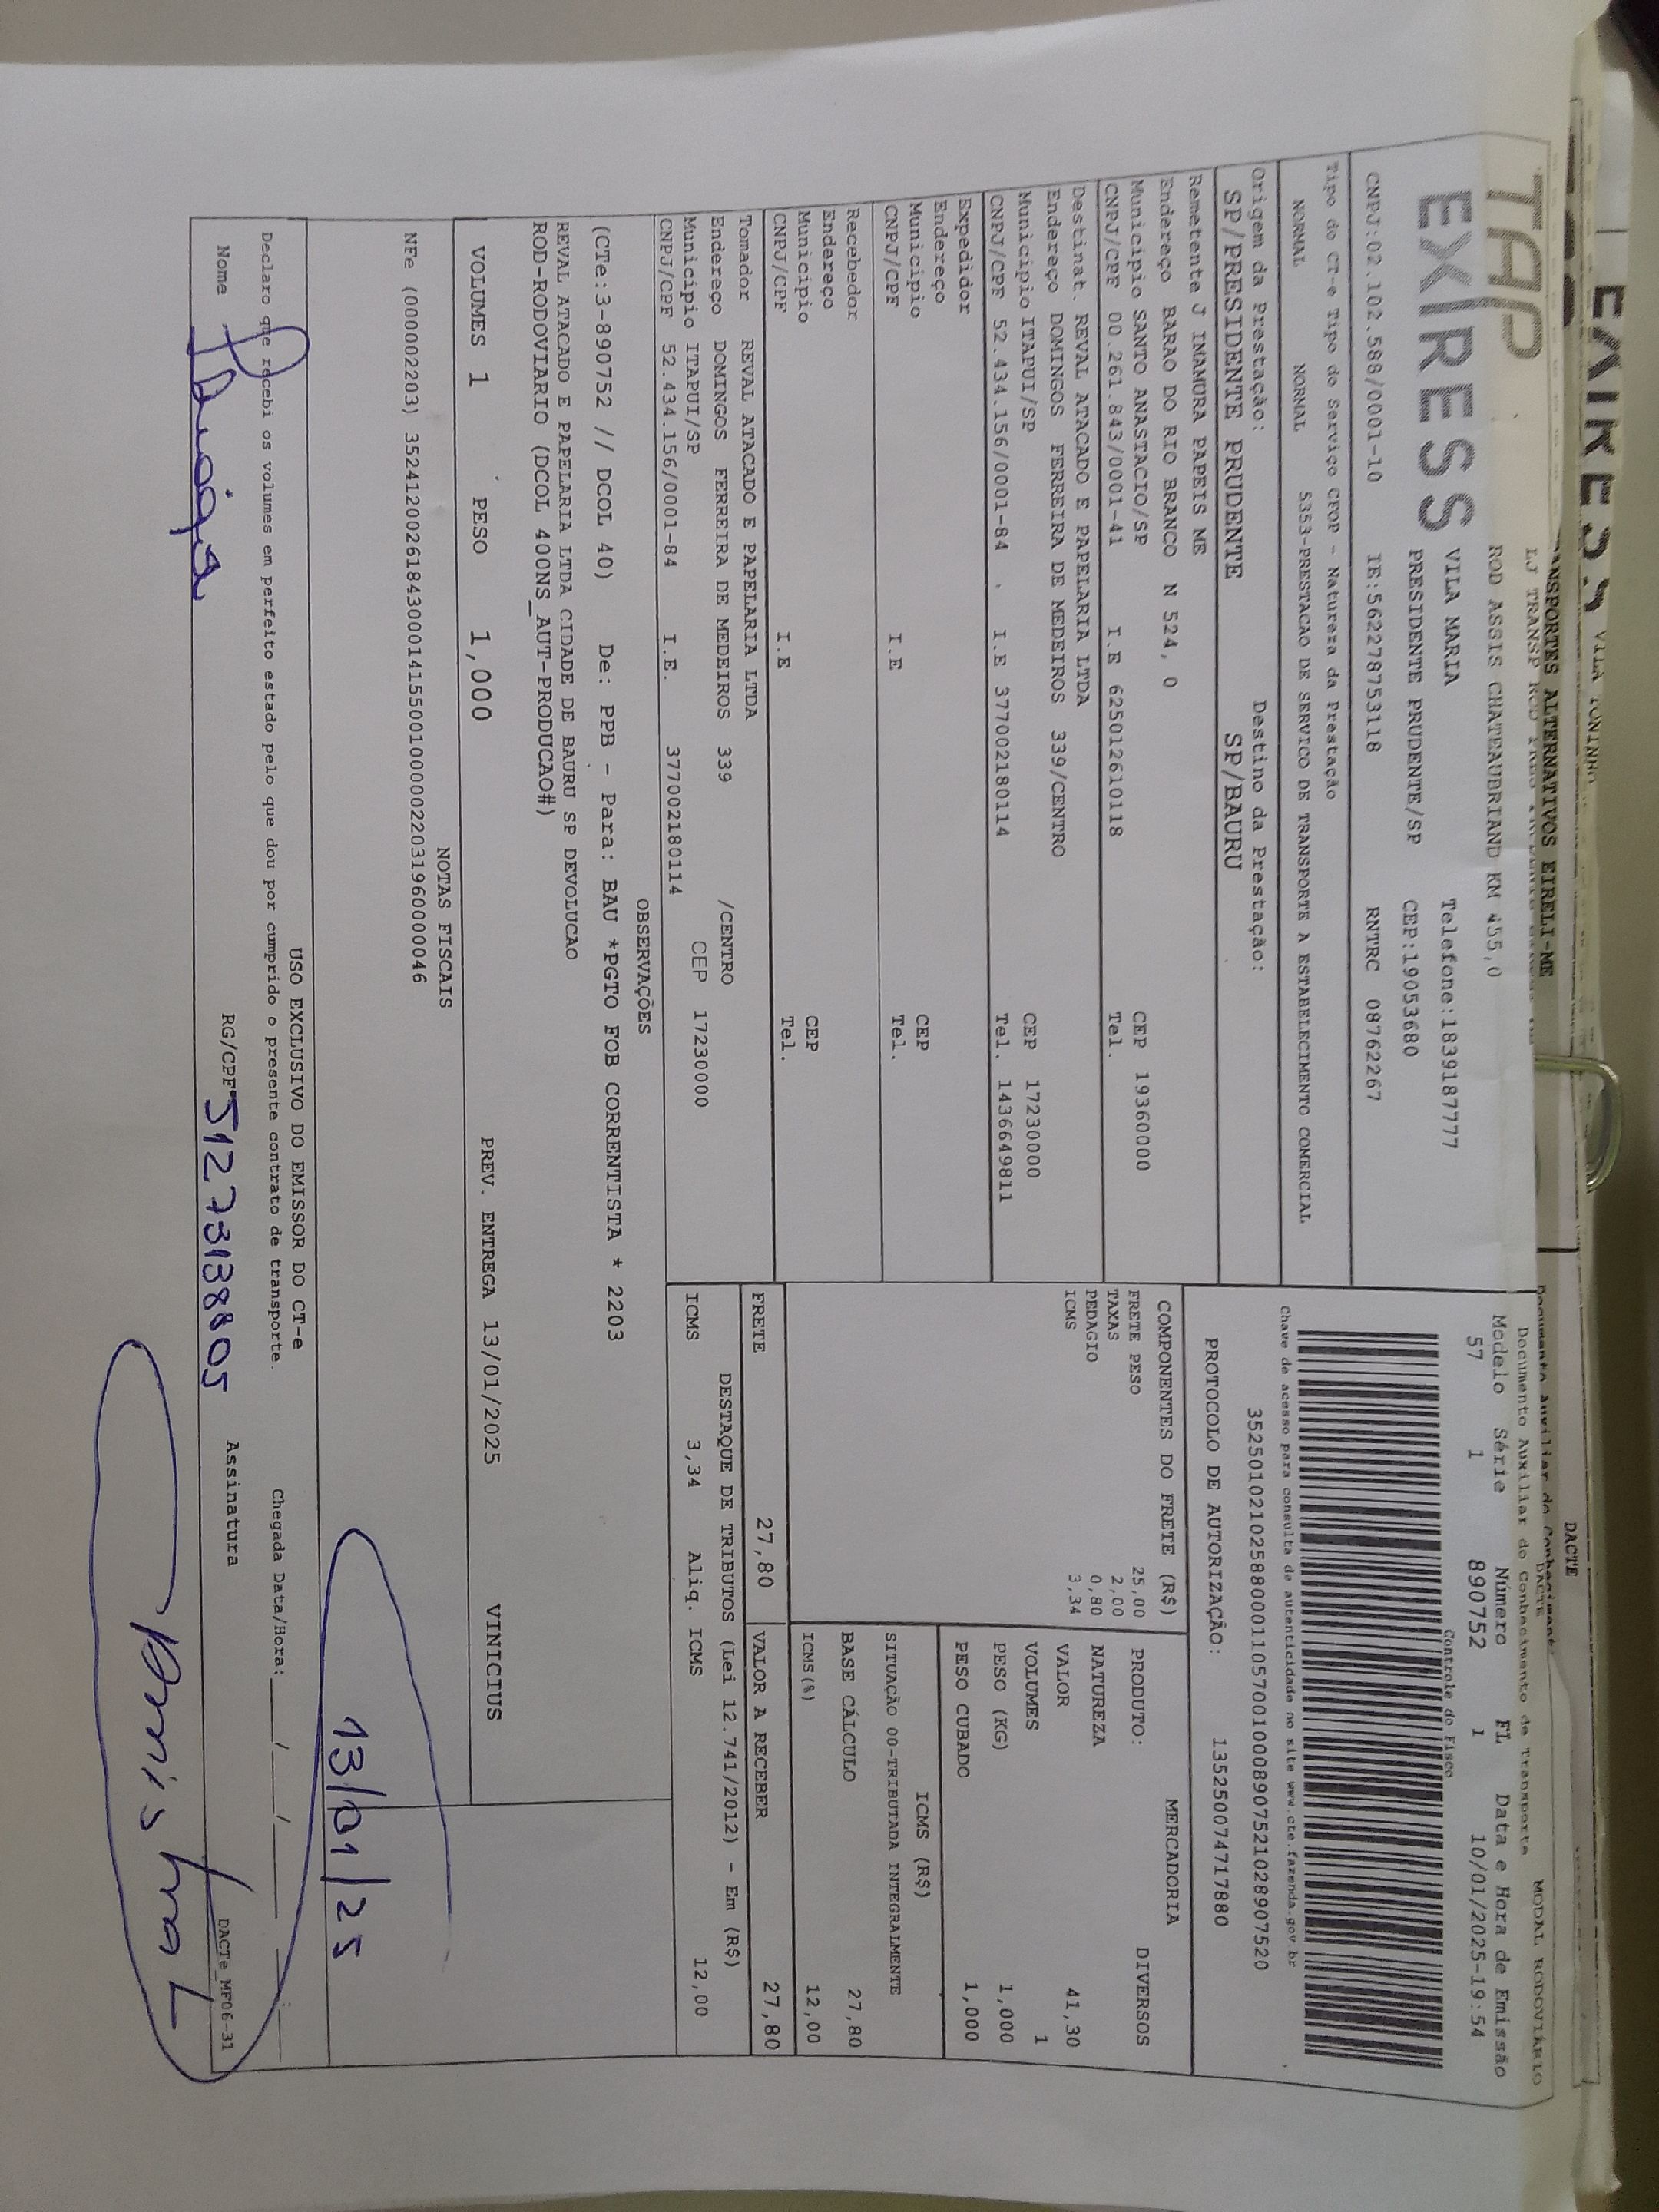 EXPRESS
VILA TONINHO
DACTE
TRANSPORTES ALTERNATIVOS EIRELI-ME
LJ TRANSP ROD
TAP
EXPRESS
ROD ASSIS CHATEAUBRIAND KM 455,0
VILA MARIA
Telefone:1839187777
PRESIDENTE PRUDENTE/SP
CEP:19053680
CNPJ:02.102.588/0001-10 IE:562278753118 RNTRC 08762267
DACTE
Documento Auxiliar do Conhecimento de Transporte
MODAL RODOVIÁRIO
Modelo Série Número FL Data e Hora de Emissão
57 1 890752 1 10/01/2025-19:54
Controle do Fisco
Tipo do CT-e Tipo do Serviço CFOP - Natureza da Prestação
NORMAL NORMAL 5353-PRESTACAO DE SERVICO DE TRANSPORTE A ESTABELECIMENTO COMERCIAL
Chave de acesso para consulta de autenticidade no site www.cte.fazenda.gov.br
35250102102588000110570010008907521028907520
Origem da Prestação: Destino da Prestação:
SP/PRESIDENTE PRUDENTE SP/BAURU
PROTOCOLO DE AUTORIZAÇÃO: 135250074717880
Remetente J IMAMURA PAPEIS ME
Endereço BARAO DO RIO BRANCO N 524, 0
Municipio SANTO ANASTACIO/SP CEP 19360000
CNPJ/CPF 00.261.843/0001-41 I.E 625012610118 Tel.
Destinat. REVAL ATACADO E PAPELARIA LTDA
Endereço DOMINGOS FERREIRA DE MEDEIROS 339/CENTRO
Municipio ITAPUI/SP CEP 17230000
CNPJ/CPF 52.434.156/0001-84 I.E 377002180114 Tel. 1436649811
Expedidor
Endereço
Municipio CEP
CNPJ/CPF I.E Tel.
Recebedor
Endereço
Municipio CEP
CNPJ/CPF I.E Tel.
COMPONENTES DO FRETE (R$)
FRETE PESO 25,00
TAXAS 2,00
PEDAGIO 0,80
ICMS 3,34
MERCADORIA
PRODUTO: DIVERSOS
NATUREZA
VALOR 41,30
VOLUMES 1
PESO (KG) 1,000
PESO CUBADO 1,000
ICMS (R$)
SITUAÇÃO 00-TRIBUTADA INTEGRALMENTE
BASE CÁLCULO 27,80
ICMS(%) 12,00
Tomador REVAL ATACADO E PAPELARIA LTDA
Endereço DOMINGOS FERREIRA DE MEDEIROS 339 /CENTRO
Municipio ITAPUI/SP CEP 17230000
CNPJ/CPF 52.434.156/0001-84 I.E. 377002180114
FRETE 27,80 VALOR A RECEBER 27,80
DESTAQUE DE TRIBUTOS (Lei 12.741/2012) - Em (R$)
ICMS 3,34 Aliq. ICMS 12,00
OBSERVAÇÕES
(CTe:3-890752 // DCOL 40) De: PPB - Para: BAU *PGTO FOB CORRENTISTA * 2203
REVAL ATACADO E PAPELARIA LTDA CIDADE DE BAURU SP DEVOLUCAO
ROD-RODOVIARIO (DCOL 400NS_AUT-PRODUCAO#)
VOLUMES 1 PESO 1,000 PREV. ENTREGA 13/01/2025 VINICIUS
NOTAS FISCAIS
NFe (000002203) 35241200261843000141550010000022031960000046
13/01/25
USO EXCLUSIVO DO EMISSOR DO CT-e
Declaro que recebi os volumes em perfeito estado pelo que dou por cumprido o presente contrato de transporte. Chegada Data/Hora: ____/____/____
Nome RG/CPF 51273138805 Assinatura
DACTe_MF06-31